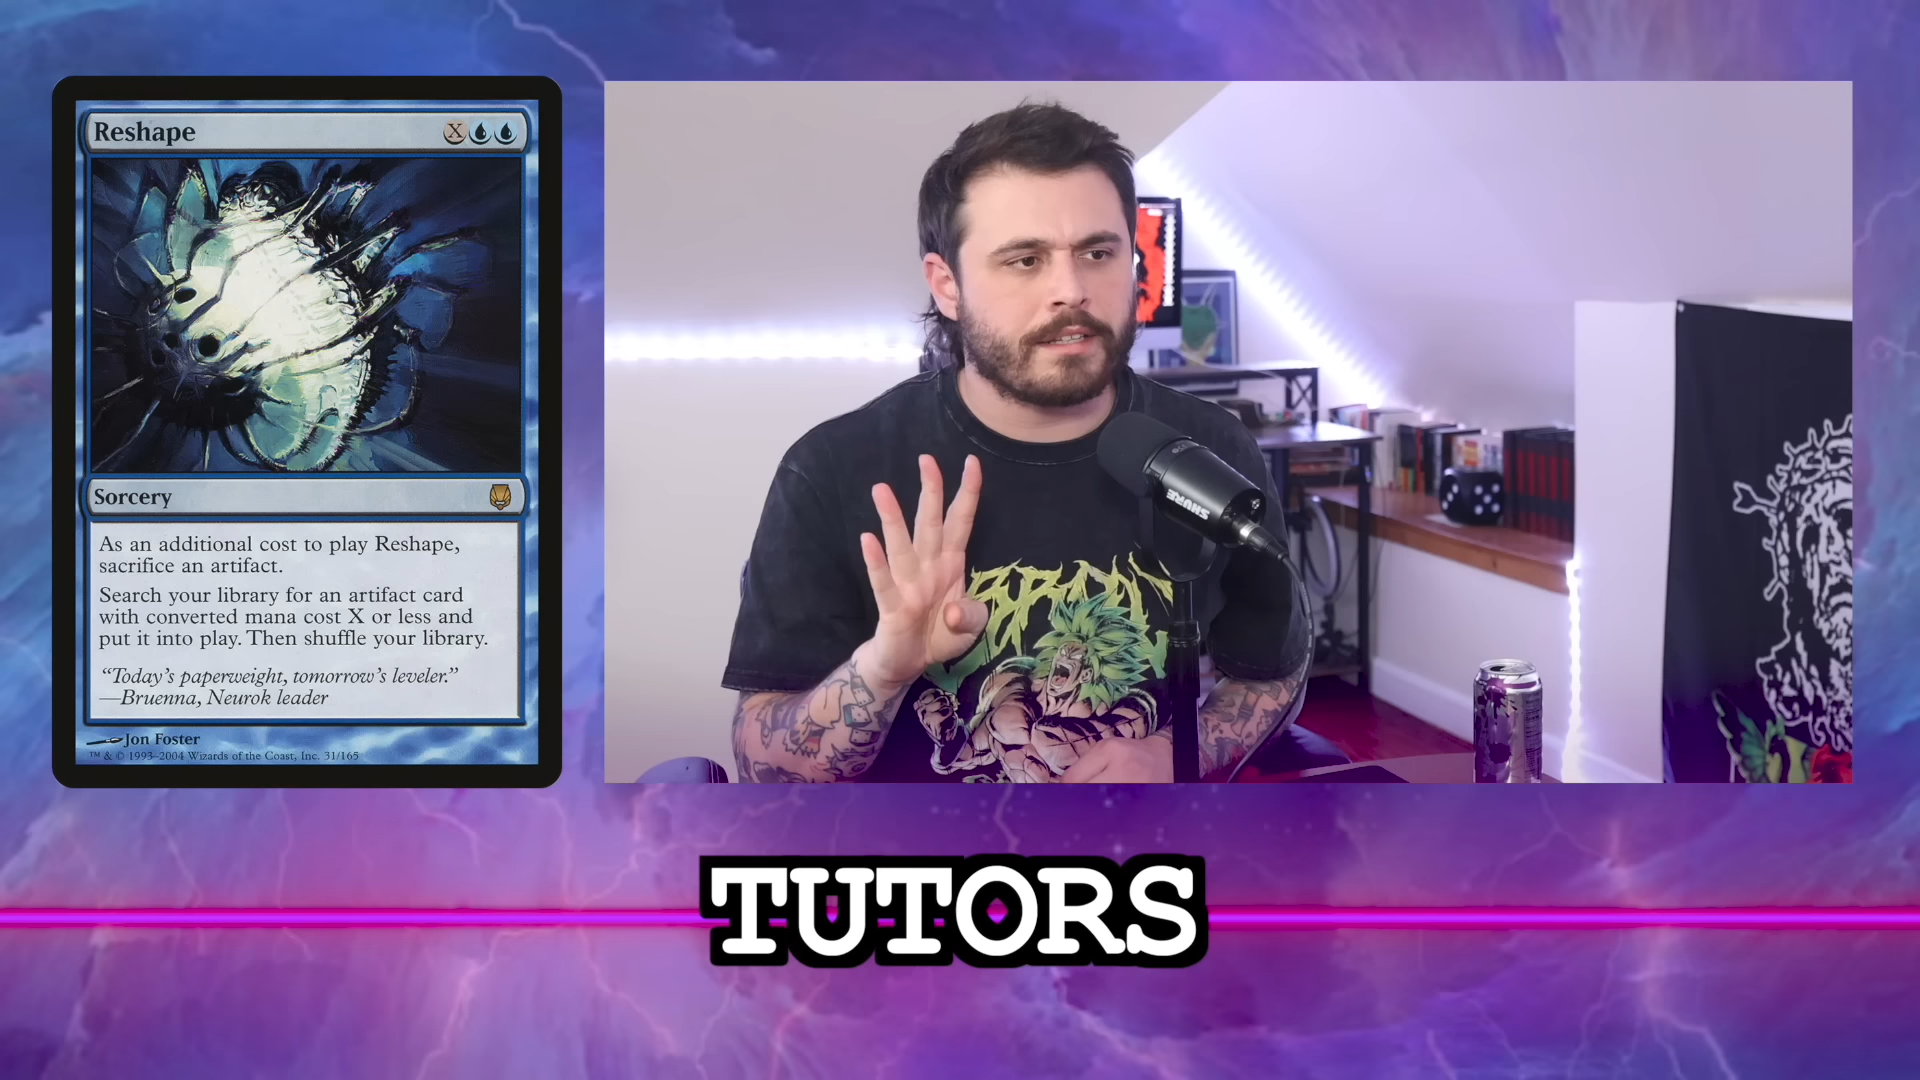 Reshape
X
Sorcery
As an additional cost to play Reshape,
sacrifice an artifact.
Search your library for an artifact card
with converted mana cost X or less and
put it into play. Then shuffle your library.
“Today’s paperweight, tomorrow’s leveler.”
—Bruenna, Neurok leader
Jon Foster
™ & © 1993–2004 Wizards of the Coast, Inc. 31/165
SHURE
TUTORS